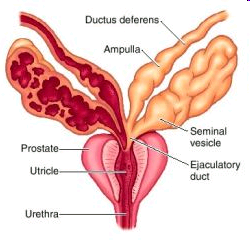 Ductus deferens
Ampulla
Seminal
vesicle
Prostate
Ejaculatory
duct
Utricle
Urethra